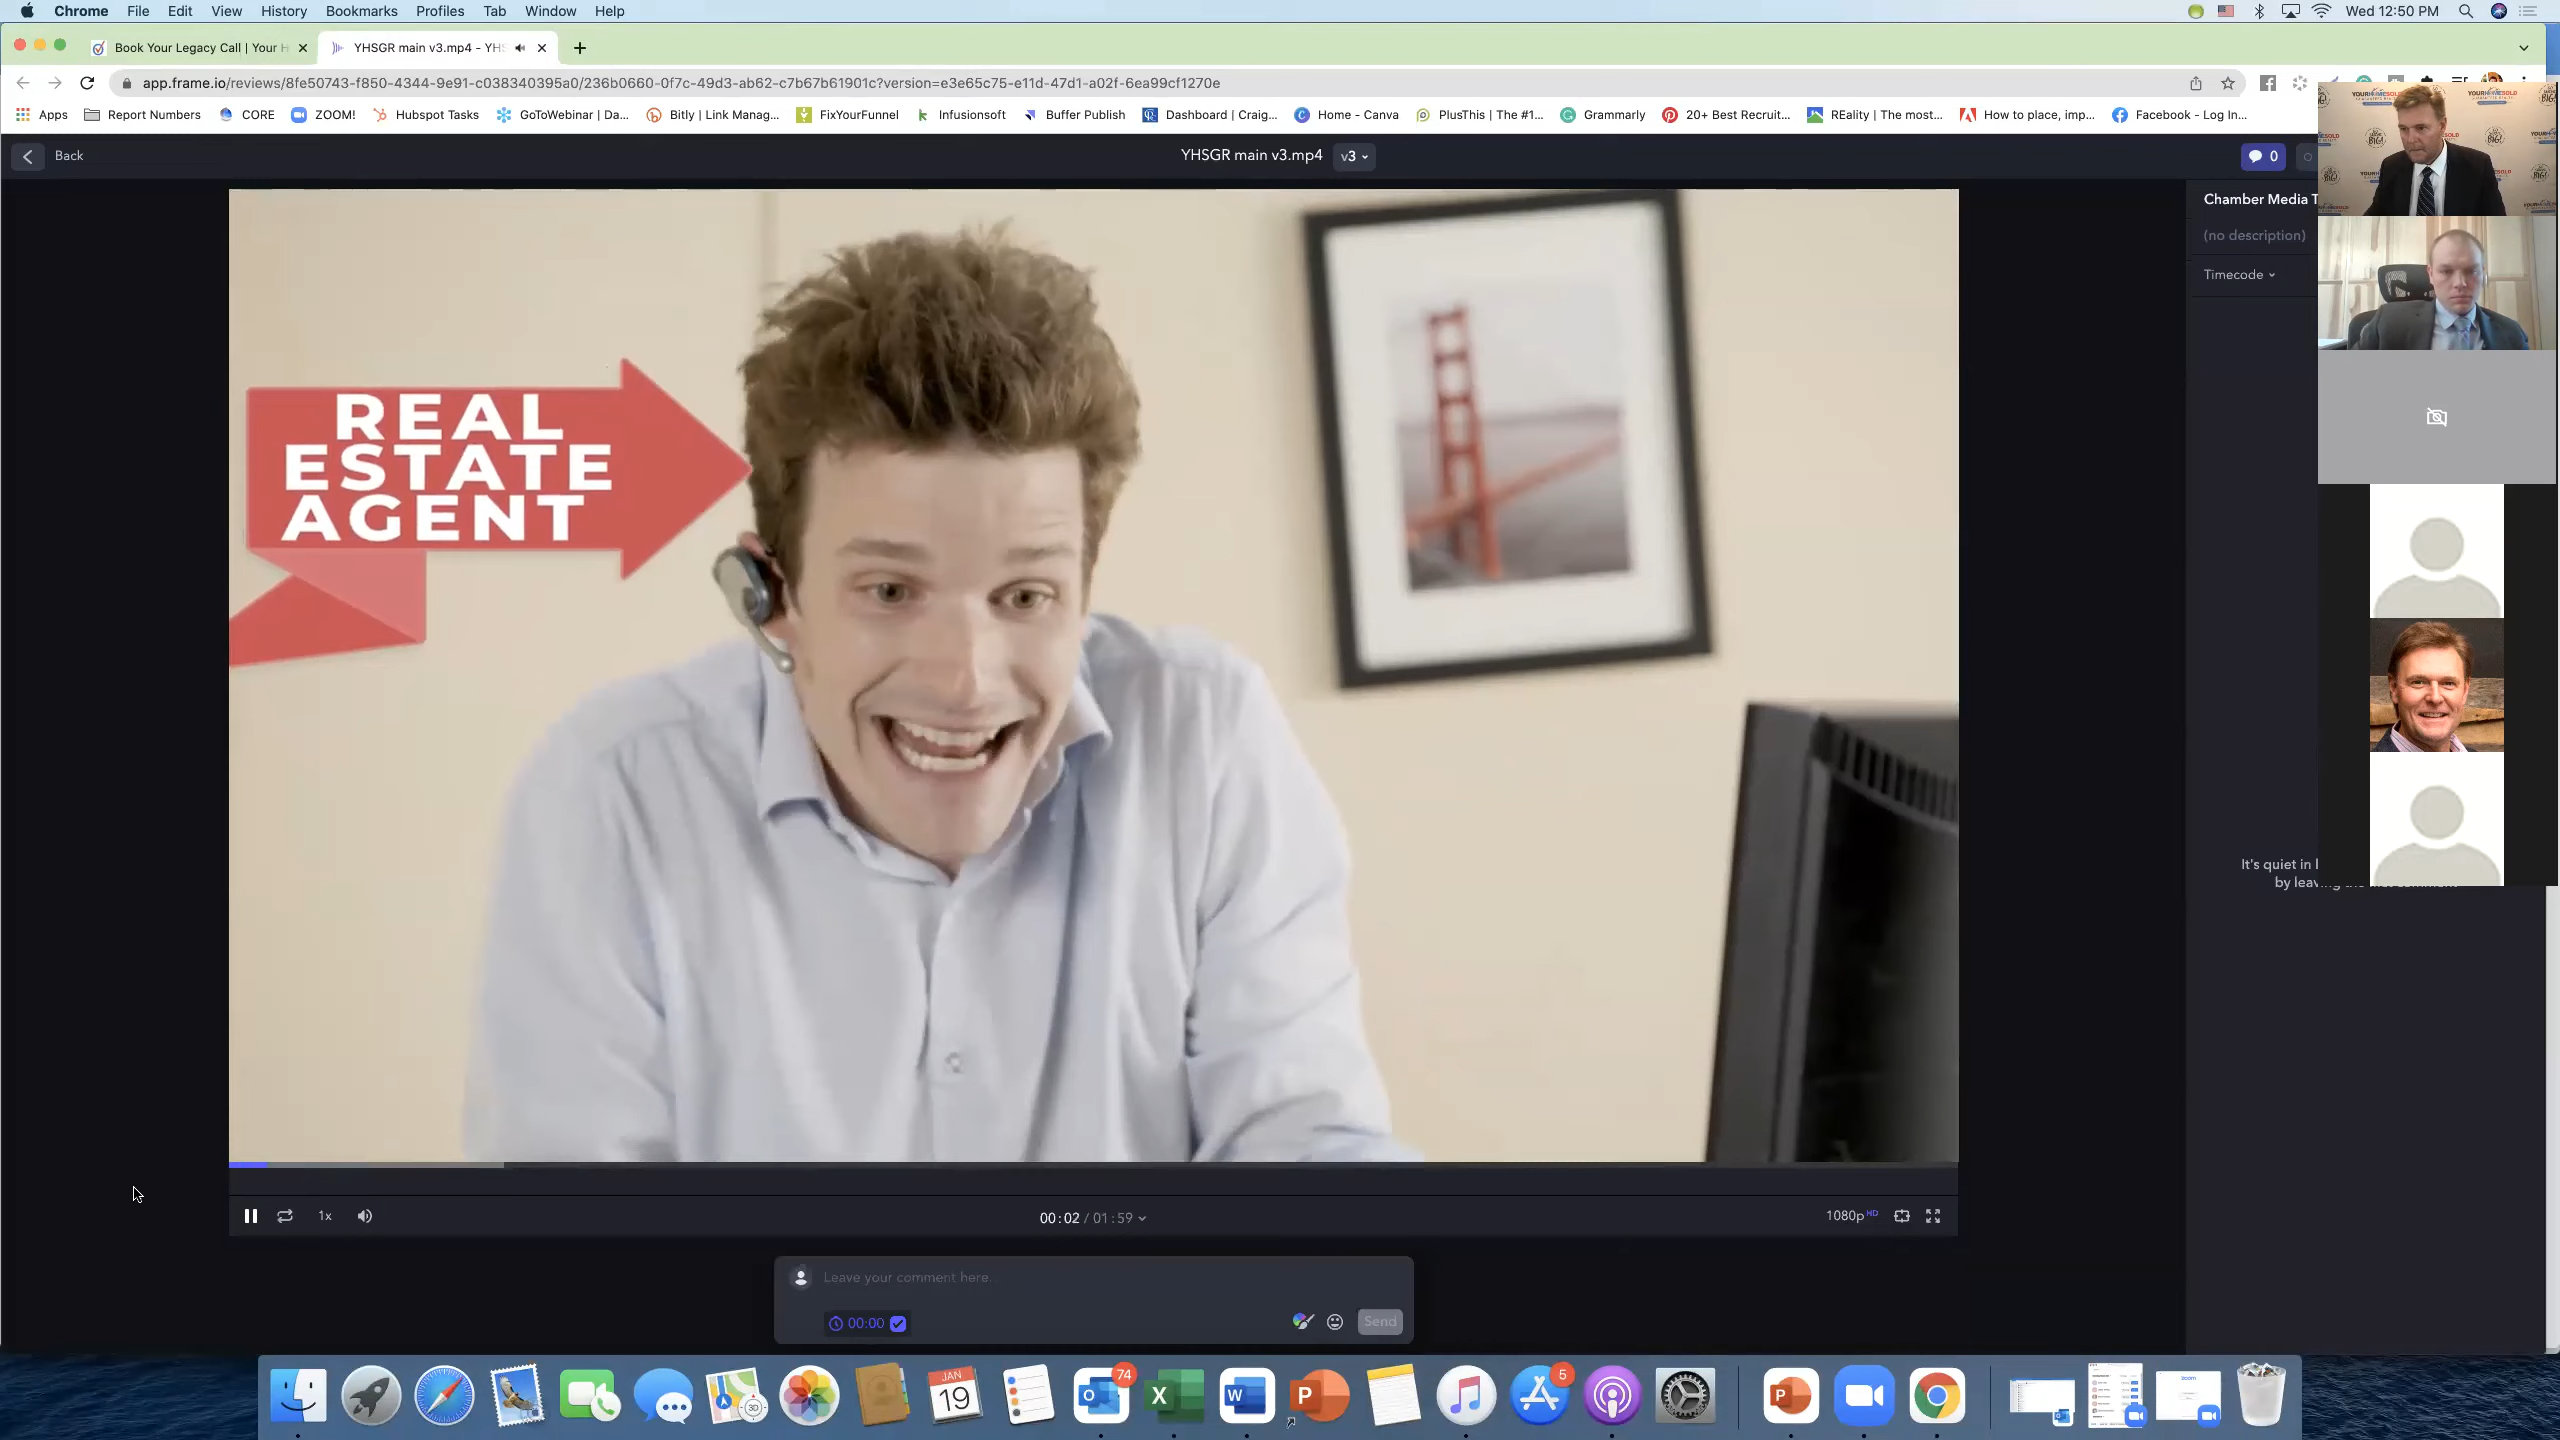 Chrome File Edit View History Bookmarks Profiles Tab Window Help
Wed 12:50 PM
Book Your Legacy Call | Your H
YHSGR main v3.mp4 - YHS
app.frame.io/reviews/8fe50743-f850-4344-9e91-c038340395a0/236b0660-0f7c-49d3-ab62-c7b67b61901c?version=e3e65c75-e11d-47d1-a02f-6ea99cf1270e
Apps Report Numbers CORE ZOOM! Hubspot Tasks GoToWebinar | Da... Bitly | Link Manag... FixYourFunnel Infusionsoft Buffer Publish Dashboard | Craig... Home - Canva PlusThis | The #1... Grammarly 20+ Best Recruit... REality | The most... How to place, imp... Facebook - Log In...
Back
YHSGR main v3.mp4 v3
0
Chamber Media T
(no description)
Timecode
REAL
ESTATE
AGENT
It's quiet in
by
1x
00:02 / 01:59
1080p HD
Leave your comment here.
00:00
Send
JAN
19
3D
74
5